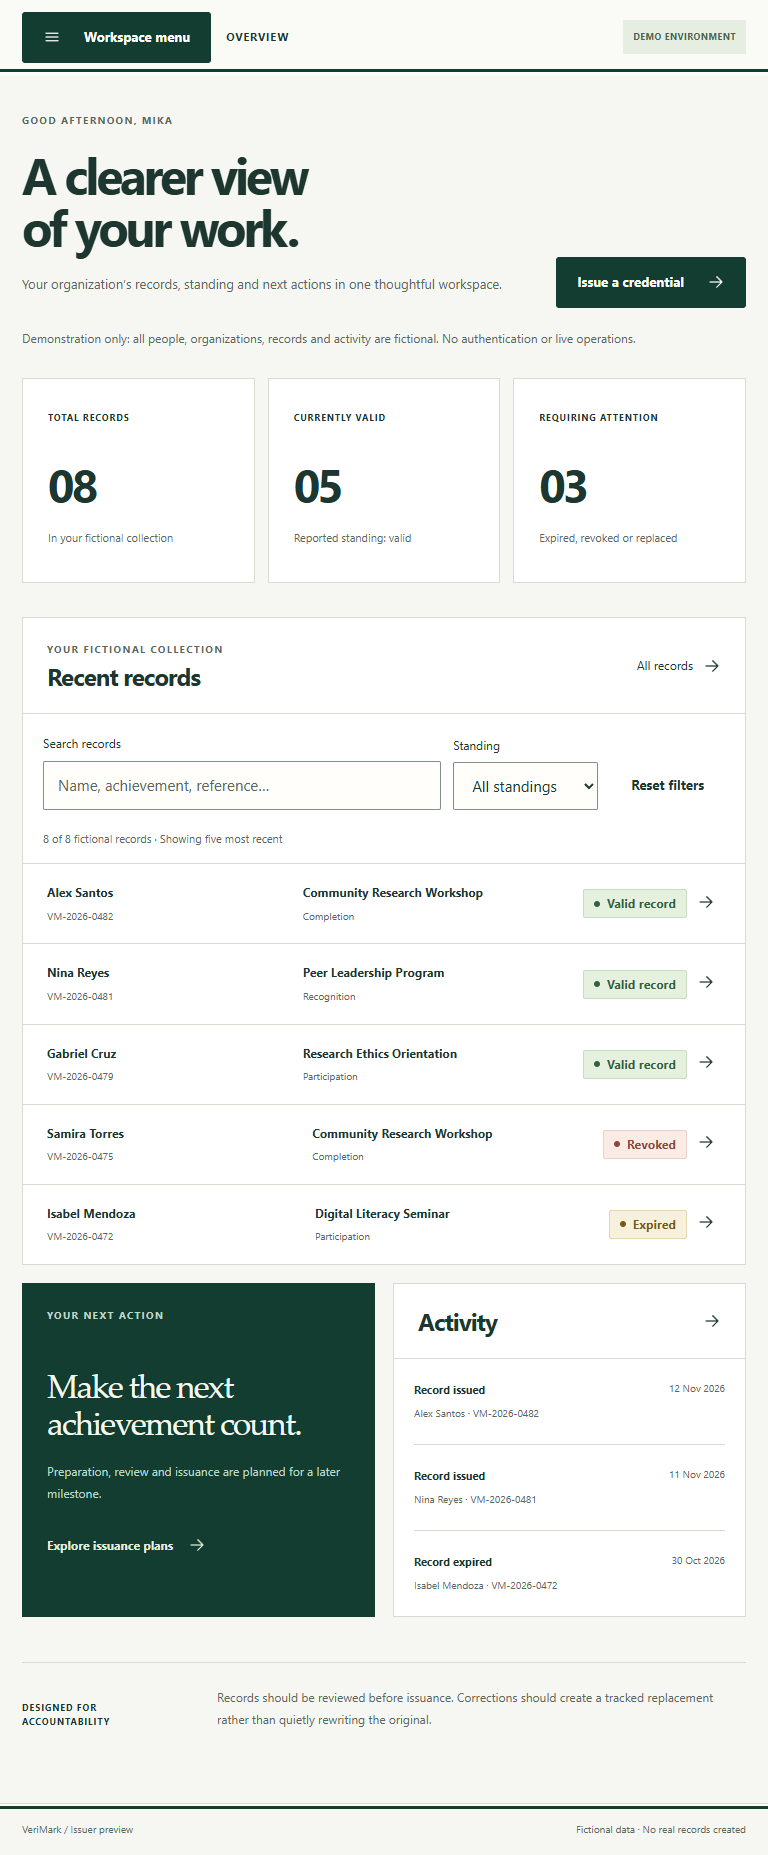 Workspace menu
OVERVIEW
DEMO ENVIRONMENT
GOOD AFTERNOON, MIKA
A clearer view
of your work.
Your organization's records, standing and next actions in one thoughtful workspace.
Issue a credential
Demonstration only: all people, organizations, records and activity are fictional. No authentication or live operations.
TOTAL RECORDS
08
In your fictional collection
CURRENTLY VALID
05
Reported standing: valid
REQUIRING ATTENTION
03
Expired, revoked or replaced
YOUR FICTIONAL COLLECTION
Recent records
All records
Search records
Name, achievement, reference...
Standing
All standings
Reset filters
8 of 8 fictional records · Showing five most recent
Alex Santos
VM-2026-0482
Community Research Workshop
Completion
Valid record
Nina Reyes
VM-2026-0481
Peer Leadership Program
Recognition
Valid record
Gabriel Cruz
VM-2026-0479
Research Ethics Orientation
Participation
Valid record
Samira Torres
VM-2026-0475
Community Research Workshop
Completion
Revoked
Isabel Mendoza
VM-2026-0472
Digital Literacy Seminar
Participation
Expired
YOUR NEXT ACTION
Make the next
achievement count.
Preparation, review and issuance are planned for a later
milestone.
Explore issuance plans
Activity
Record issued
12 Nov 2026
Alex Santos · VM-2026-0482
Record issued
11 Nov 2026
Nina Reyes · VM-2026-0481
Record expired
30 Oct 2026
Isabel Mendoza · VM-2026-0472
DESIGNED FOR
ACCOUNTABILITY
Records should be reviewed before issuance. Corrections should create a tracked replacement
rather than quietly rewriting the original.
VeriMark / Issuer preview
Fictional data · No real records created